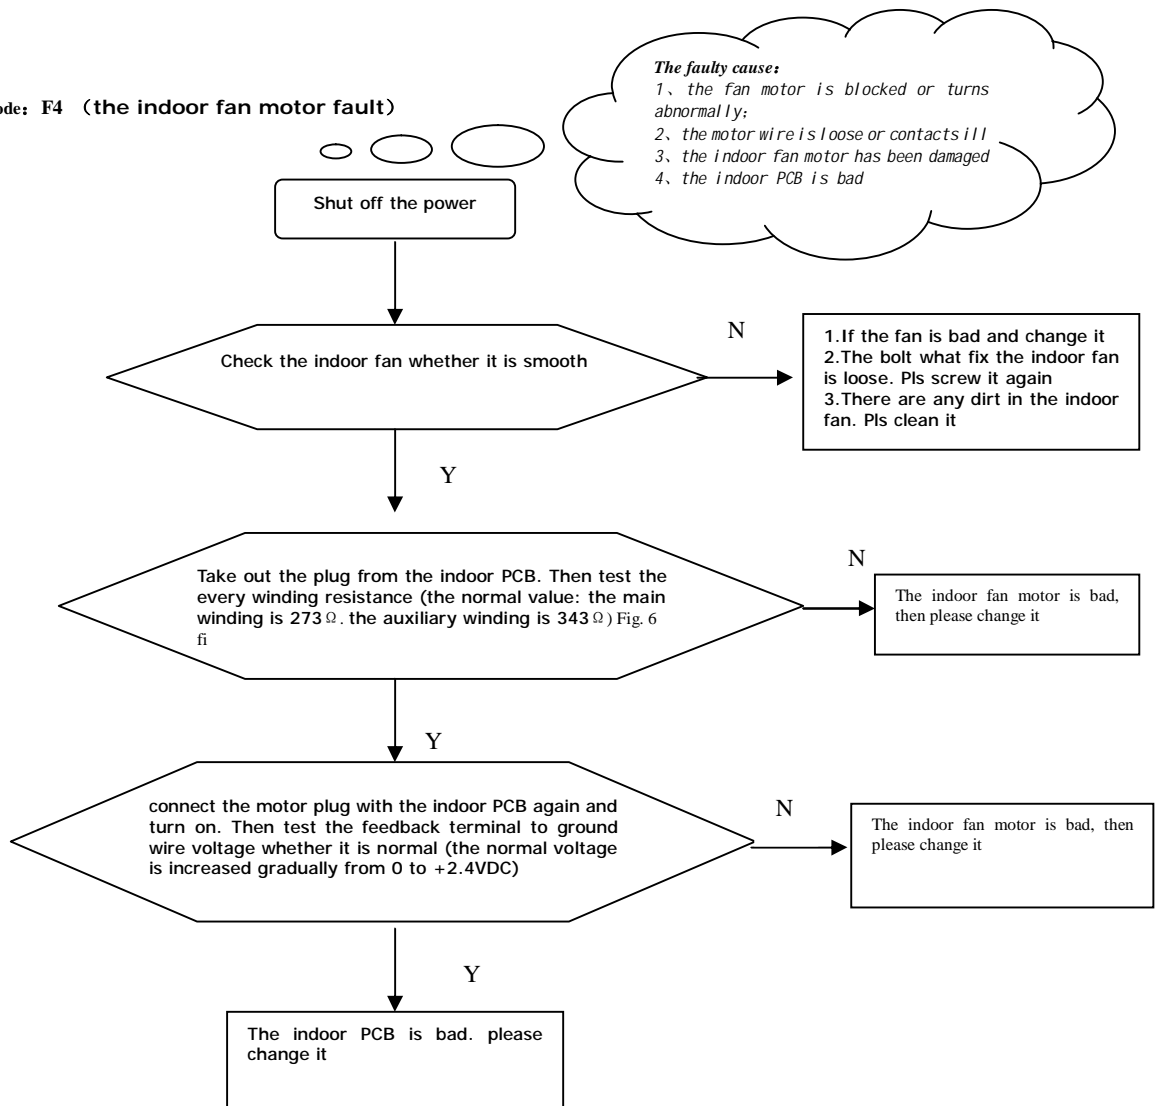 The faulty cause：
1、 the fan motor is blocked or turns
abnormally;
2、 the motor wire is loose or contacts ill
3、 the indoor fan motor has been damaged
4、 the indoor PCB is bad
ode：F4 （the indoor fan motor fault）
Shut off the power
Check the indoor fan whether it is smooth
N
1.If the fan is bad and change it
2.The bolt what fix the indoor fan
is loose. Pls screw it again
3.There are any dirt in the indoor
fan. Pls clean it
Y
Take out the plug from the indoor PCB. Then test the
every winding resistance (the normal value: the main
winding is 273Ω. the auxiliary winding is 343Ω) Fig. 6
fi
N
The indoor fan motor is bad,
then please change it
Y
connect the motor plug with the indoor PCB again and
turn on. Then test the feedback terminal to ground
wire voltage whether it is normal (the normal voltage
is increased gradually from 0 to +2.4VDC)
N
The indoor fan motor is bad, then
please change it
Y
The indoor PCB is bad. please
change it